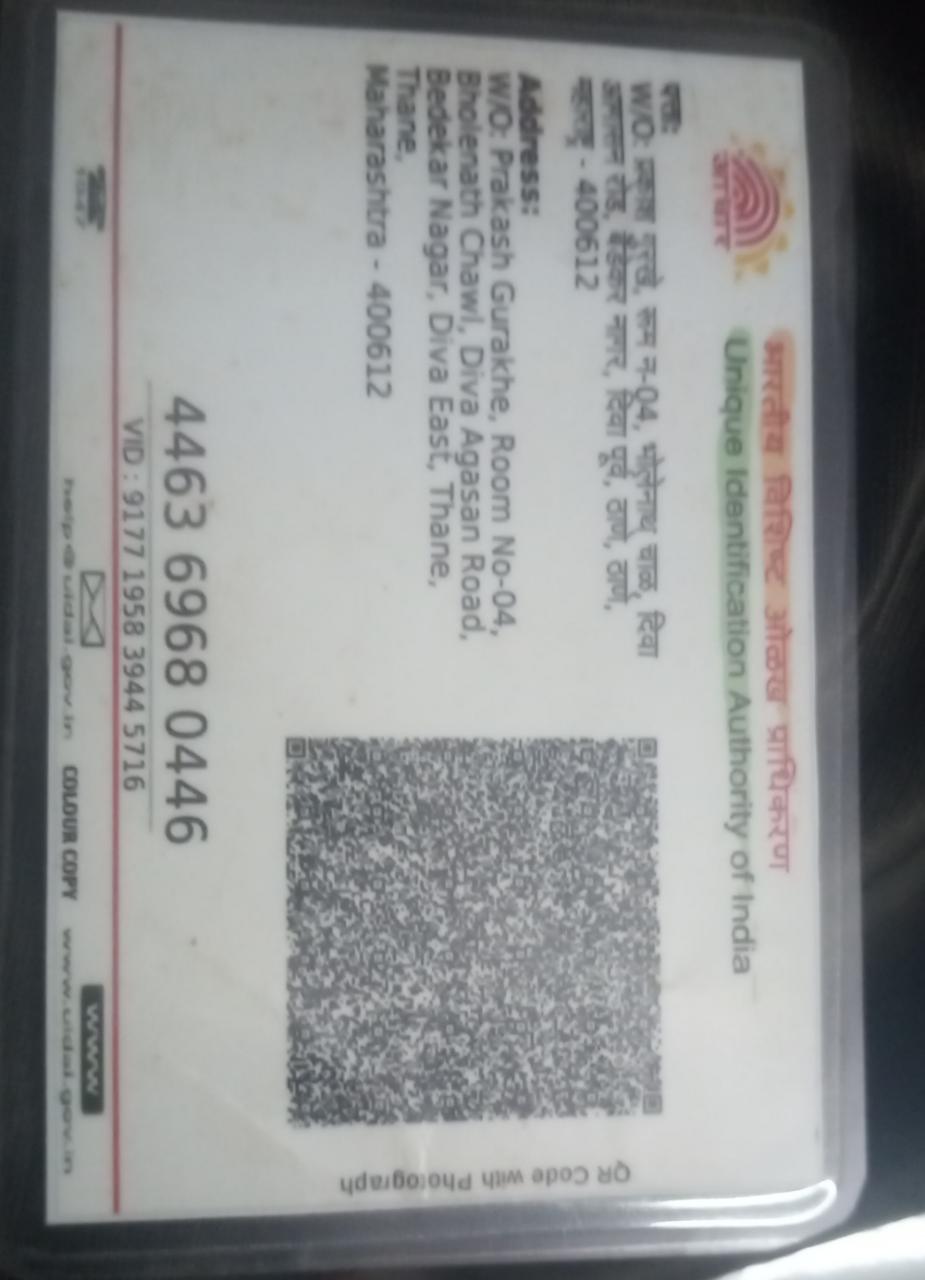 भारतीय विशिष्ट ओळख प्राधिकरण
Unique Identification Authority of India
आधार
पत्ता:
W/O: प्रकाश गुरखे, रूम न-04, भोलेनाथ चाळ, दिवा
आगासन रोड, बेडेकर नगर, दिवा पूर्व, ठाणे, ठाणे,
महाराष्ट्र - 400612
Address:
W/O: Prakash Gurakhe, Room No-04,
Bholenath Chawl, Diva Agasan Road,
Bedekar Nagar, Diva East, Thane,
Thane,
Maharashtra - 400612
QR Code with Photograph
4463 6968 0446
VID : 9177 1958 3944 5716
1947
help@uidai.gov.in
COLOUR COPY
WWW
www.uidai.gov.in